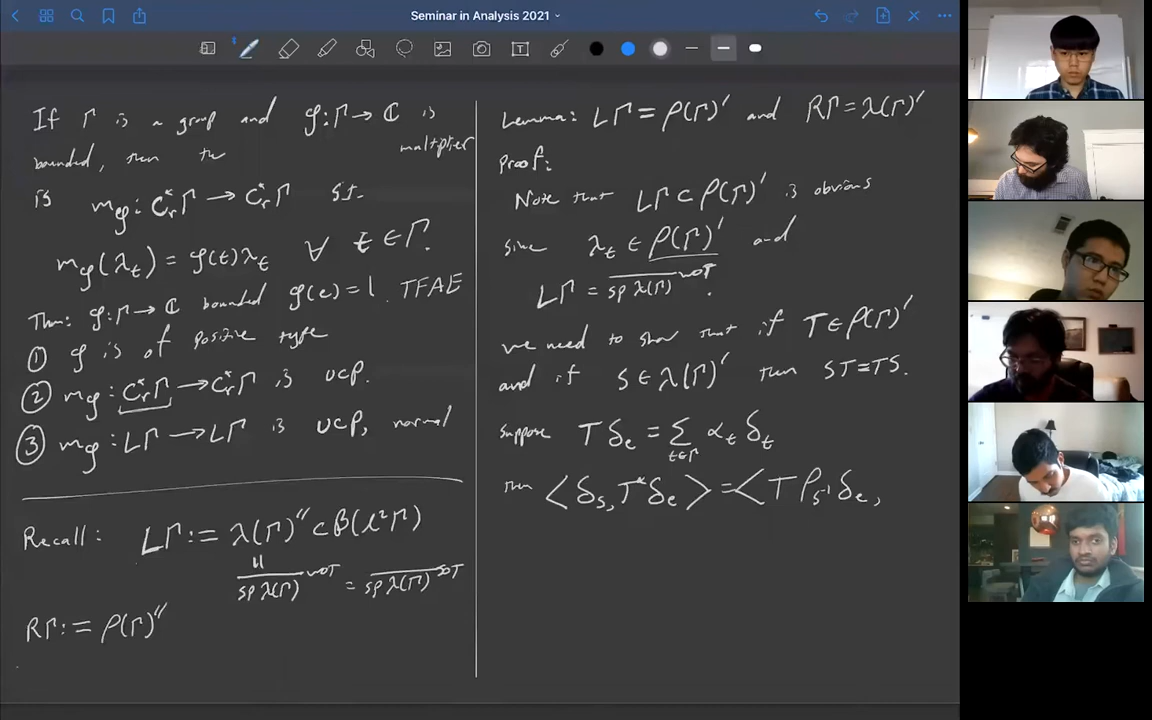 Seminar in Analysis 2021
If Γ is a group and φ: Γ → ℂ is
bounded, then the multiplier
is m_φ: C*_r Γ → C*_r Γ s.t.
m_φ(λ_t) = φ(t)λ_t ∀ t ∈ Γ.
Thm: φ: Γ → ℂ bounded φ(e) = 1. TFAE
① φ is of positive type
② m_φ: C*_r Γ → C*_r Γ is UCP.
③ m_φ: LΓ → LΓ is UCP, normal
Recall: LΓ := λ(Γ)'' ⊂ B(ℓ²Γ)
||
sp λ(Γ) WOT = sp λ(Γ) SOT
RΓ := ρ(Γ)''
Lemma: LΓ = ρ(Γ)' and RΓ = λ(Γ)'
Proof:
Note that LΓ ⊂ ρ(Γ)' is obvious
since λ_t ∈ ρ(Γ)' and
LΓ = sp λ(Γ) WOT.
we need to show that if T ∈ ρ(Γ)'
and if S ∈ λ(Γ)' then ST = TS.
Suppose Tδ_e = Σ_{t∈Γ} α_t δ_t
Then ⟨δ_s, T*δ_e⟩ = ⟨T ρ_{s⁻¹} δ_e,